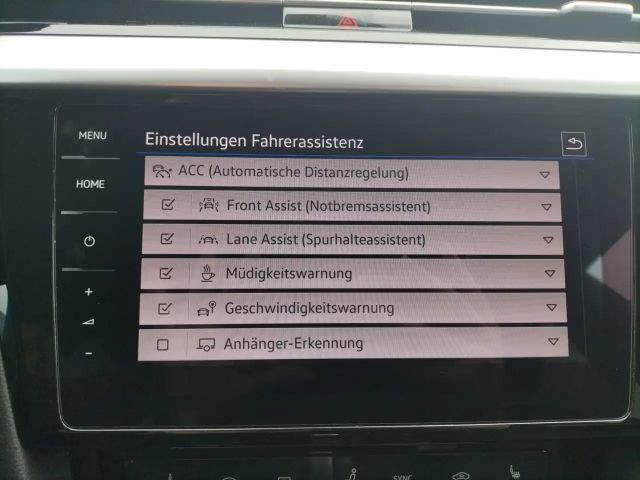 MENU
Einstellungen Fahrerassistenz
ACC (Automatische Distanzregelung)
HOME
Front Assist (Notbremsassistent)
Lane Assist (Spurhalteassistent)
Müdigkeitswarnung
+
Geschwindigkeitswarnung
-
Anhänger-Erkennung
SYNC